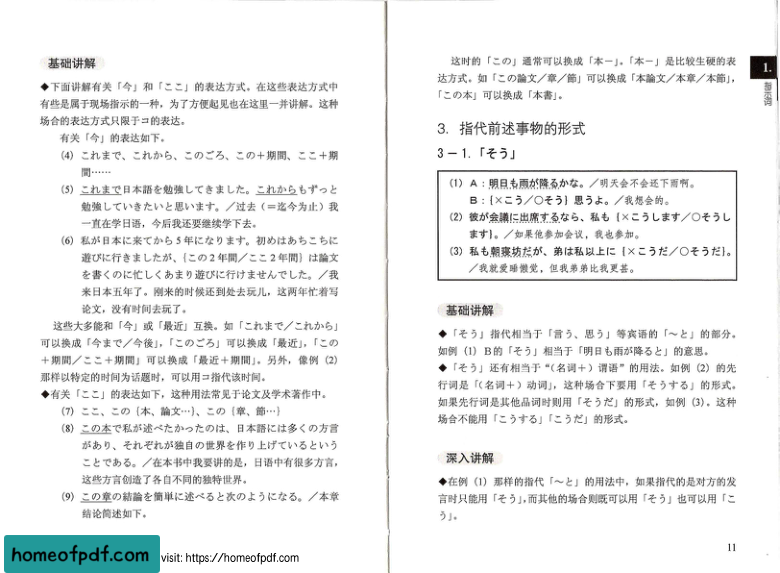 基础讲解
◆下面讲解有关「今」和「ここ」的表达方式。在这些表达方式中
有些是属于现场指示的一种，为了方便起见也在这里一并讲解。这种
场合的表达方式只限于コ的表达。
有关「今」的表达如下。
(4) これまで、これから、このごろ、この＋期間、ここ＋期
間……
(5) これまで日本語を勉強してきました。これからもずっと
勉強していきたいと思います。／过去（＝迄今为止）我
一直在学日语，今后我还要继续学下去。
(6) 私が日本に来てから５年になります。初めはあちこちに
遊びに行きましたが、{この２年間／ここ２年間} は論文
を書くのに忙しくあまり遊びに行けませんでした。／我
来日本五年了。刚来的时候还到处去玩儿，这两年忙着写
论文，没有时间去玩了。
这些大多能和「今」或「最近」互换。如「これまで／これから」
可以换成「今まで／今後」，「このごろ」可以换成「最近」，「この
＋期間／ここ＋期間」可以换成「最近＋期間」。另外，像例（2）
那样以特定的时间为话题时，可以用コ指代该时间。
◆有关「ここ」的表达如下，这种用法常见于论文及学术著作中。
(7) ここ、この {本、論文…}、この {章、節…}
(8) この本で私が述べたかったのは、日本語には多くの方言
があり、それぞれが独自の世界を作り上げているという
ことである。／在本书中我要讲的是，日语中有很多方言，
这些方言创造了各自不同的独特世界。
(9) この章の結論を簡単に述べると次のようになる。／本章
结论简述如下。
homeofpdf.com
visit: https://homeofpdf.com
这时的「この」通常可以换成「本－」。「本－」是比较生硬的表
达方式。如「この論文／章／節」可以换成「本論文／本章／本節」，
「この本」可以换成「本書」。
1.
指示词
3. 指代前述事物的形式
3－1.「そう」
(1) A：明日も雨が降るかな。／明天会不会还下雨啊。
B：{×こう／○そう} 思うよ。／我想会的。
(2) 彼が会議に出席するなら、私も {×こうします／○そうし
ます}。／如果他参加会议，我也参加。
(3) 私も朝寝坊だが、弟は私以上に {×こうだ／○そうだ}。
／我就爱睡懒觉，但我弟弟比我更甚。
基础讲解
◆「そう」指代相当于「言う、思う」等宾语的「～と」的部分。
如例（1）B的「そう」相当于「明日も雨が降ると」的意思。
◆「そう」还有相当于“（名词＋）谓语”的用法。如例（2）的先
行词是「（名词＋）动词」，这种场合下要用「そうする」的形式。
如果先行词是其他品词时则用「そうだ」的形式，如例（3）。这种
场合不能用「こうする」「こうだ」的形式。
深入讲解
◆在例（1）那样的指代「～と」的用法中，如果指代的是对方的发
言时只能用「そう」，而其他的场合则既可以用「そう」也可以用「こ
う」。
11